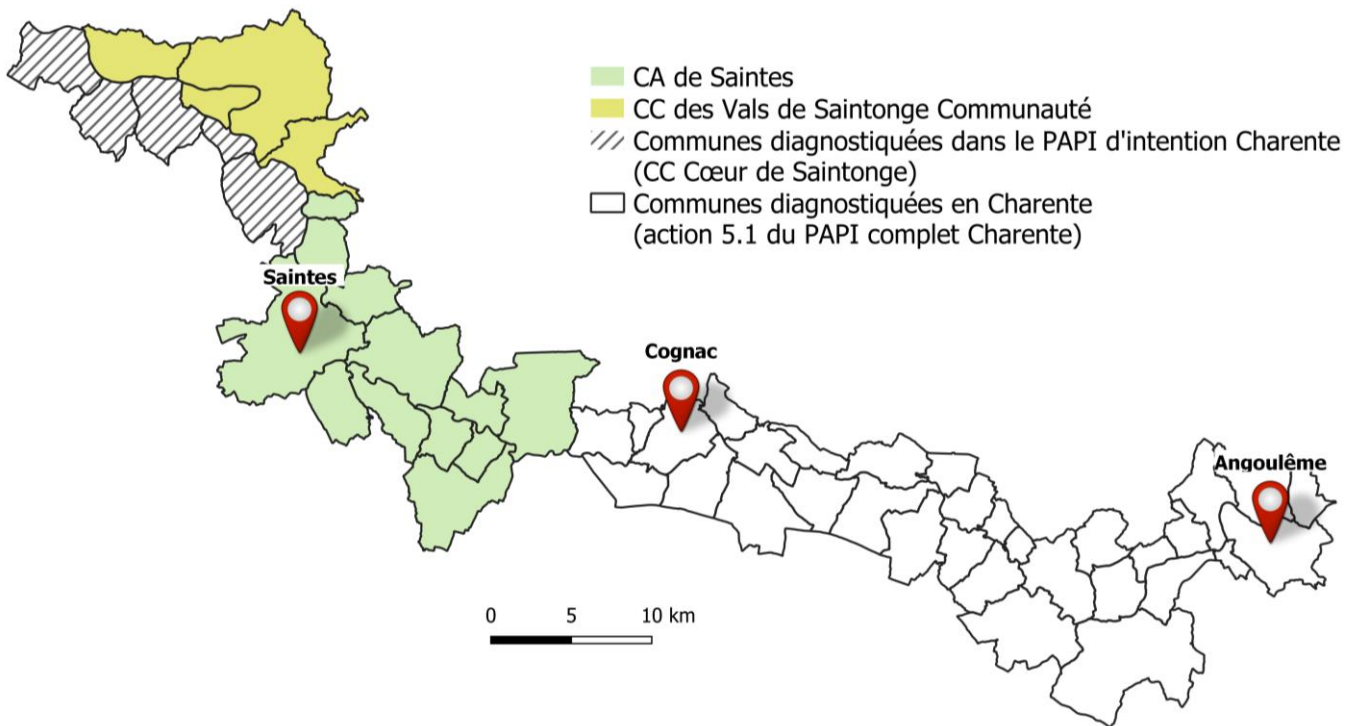 CA de Saintes
CC des Vals de Saintonge Communauté
Communes diagnostiquées dans le PAPI d'intention Charente
(CC Cœur de Saintonge)
Communes diagnostiquées en Charente
(action 5.1 du PAPI complet Charente)
Saintes
Cognac
Angoulême
0 5 10 km